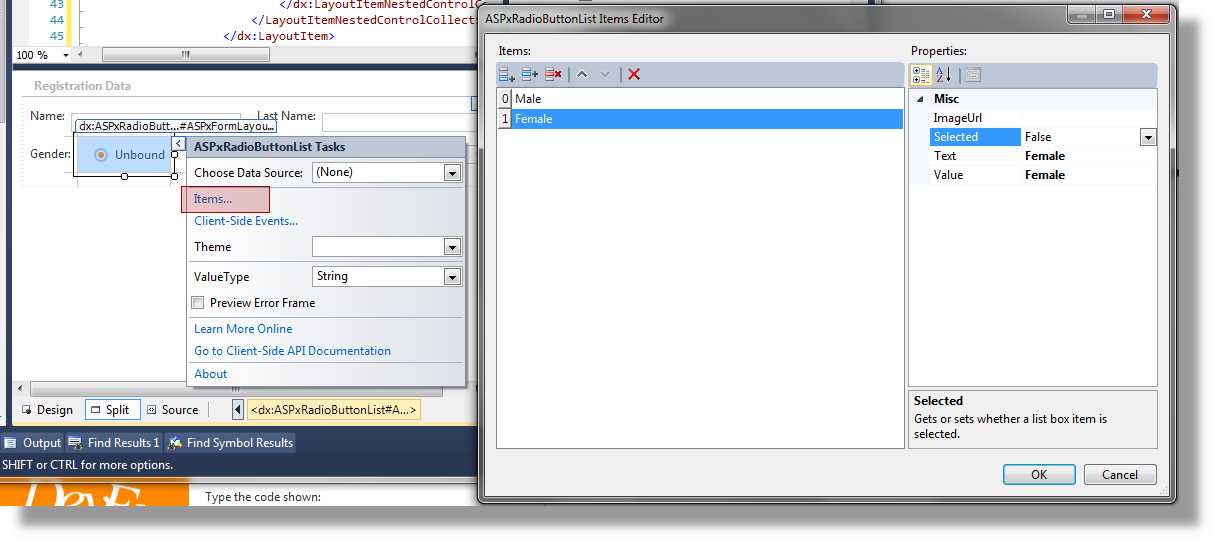 43 </dx:LayoutItemNestedControlCollec
44 </LayoutItemNestedControlCollecti
45 </dx:LayoutItem>
100 %
Registration Data
Name:
Last Name:
dx:ASPxRadioButt...#ASPxFormLayou...
Gender:
Unbound
ASPxRadioButtonList Tasks
Choose Data Source: (None)
Items...
Client-Side Events...
Theme
ValueType String
Preview Error Frame
Learn More Online
Go to Client-Side API Documentation
About
Design Split Source <dx:ASPxRadioButtonList#A...>
Output Find Results 1 Find Symbol Results
SHIFT or CTRL for more options.
Type the code shown:
ASPxRadioButtonList Items Editor
Items:
0 Male
1 Female
Properties:
Misc
ImageUrl
Selected False
Text Female
Value Female
Selected
Gets or sets whether a list box item is
selected.
OK Cancel